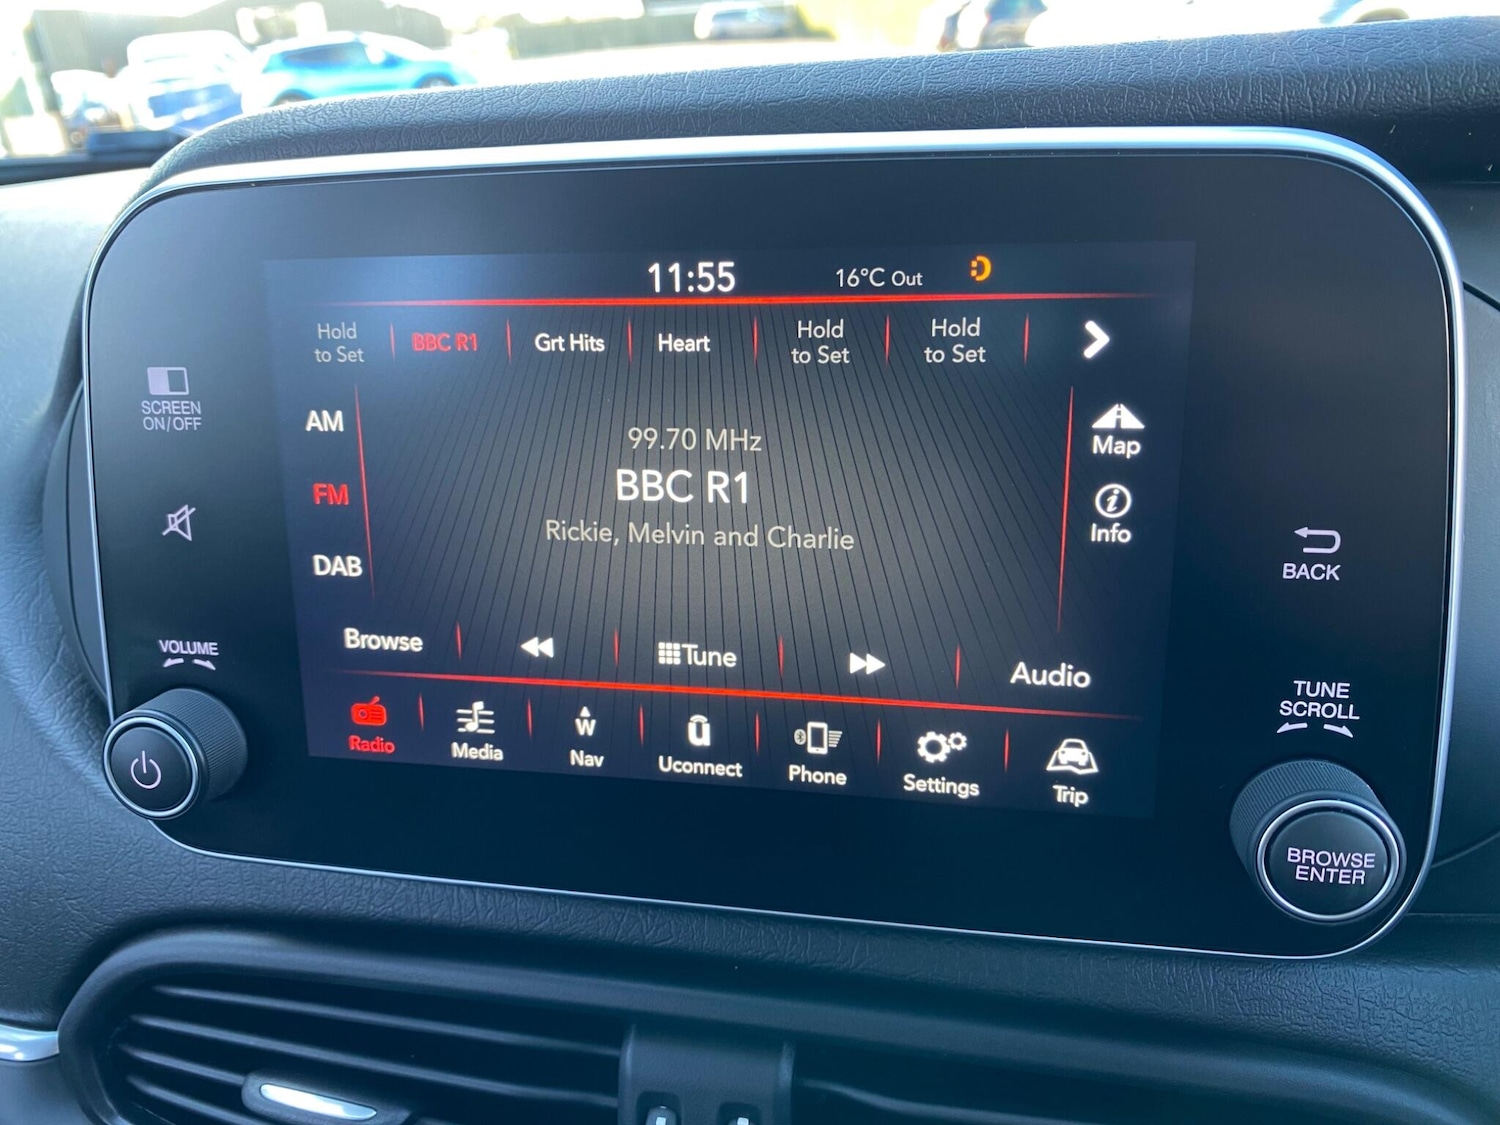 11:55
16°C Out
Hold
to Set
BBC R1
Grt Hits
Heart
Hold
to Set
Hold
to Set
AM
FM
DAB
99.70 MHz
BBC R1
Rickie, Melvin and Charlie
Map
Info
Browse
Tune
Audio
Radio
Media
W
Nav
Uconnect
Phone
Settings
Trip
SCREEN
ON/OFF
VOLUME
BACK
TUNE
SCROLL
BROWSE
ENTER